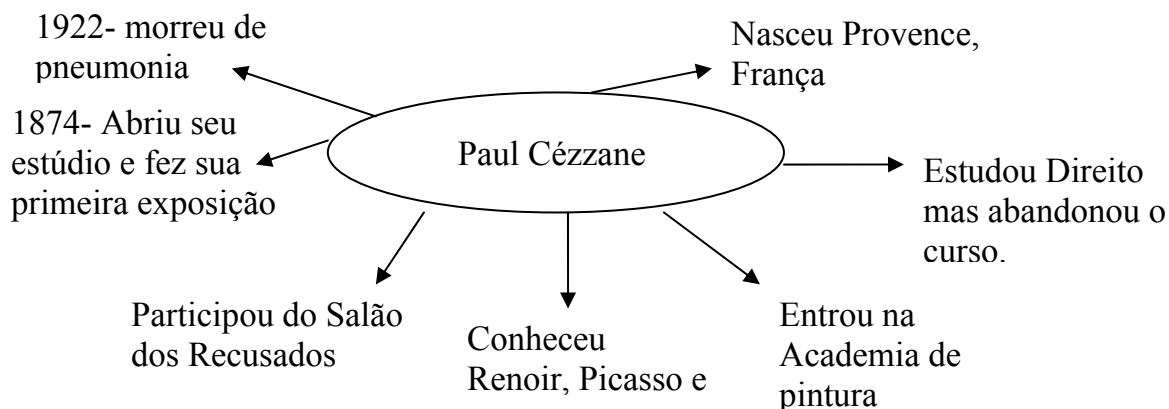 1922- morreu de
pneumonia
Nasceu Provence,
França
1874- Abriu seu
estúdio e fez sua
primeira exposição
Paul Cézzane
Estudou Direito
mas abandonou o
curso.
Participou do Salão
dos Recusados
Conheceu
Renoir, Picasso e
Entrou na
Academia de
pintura